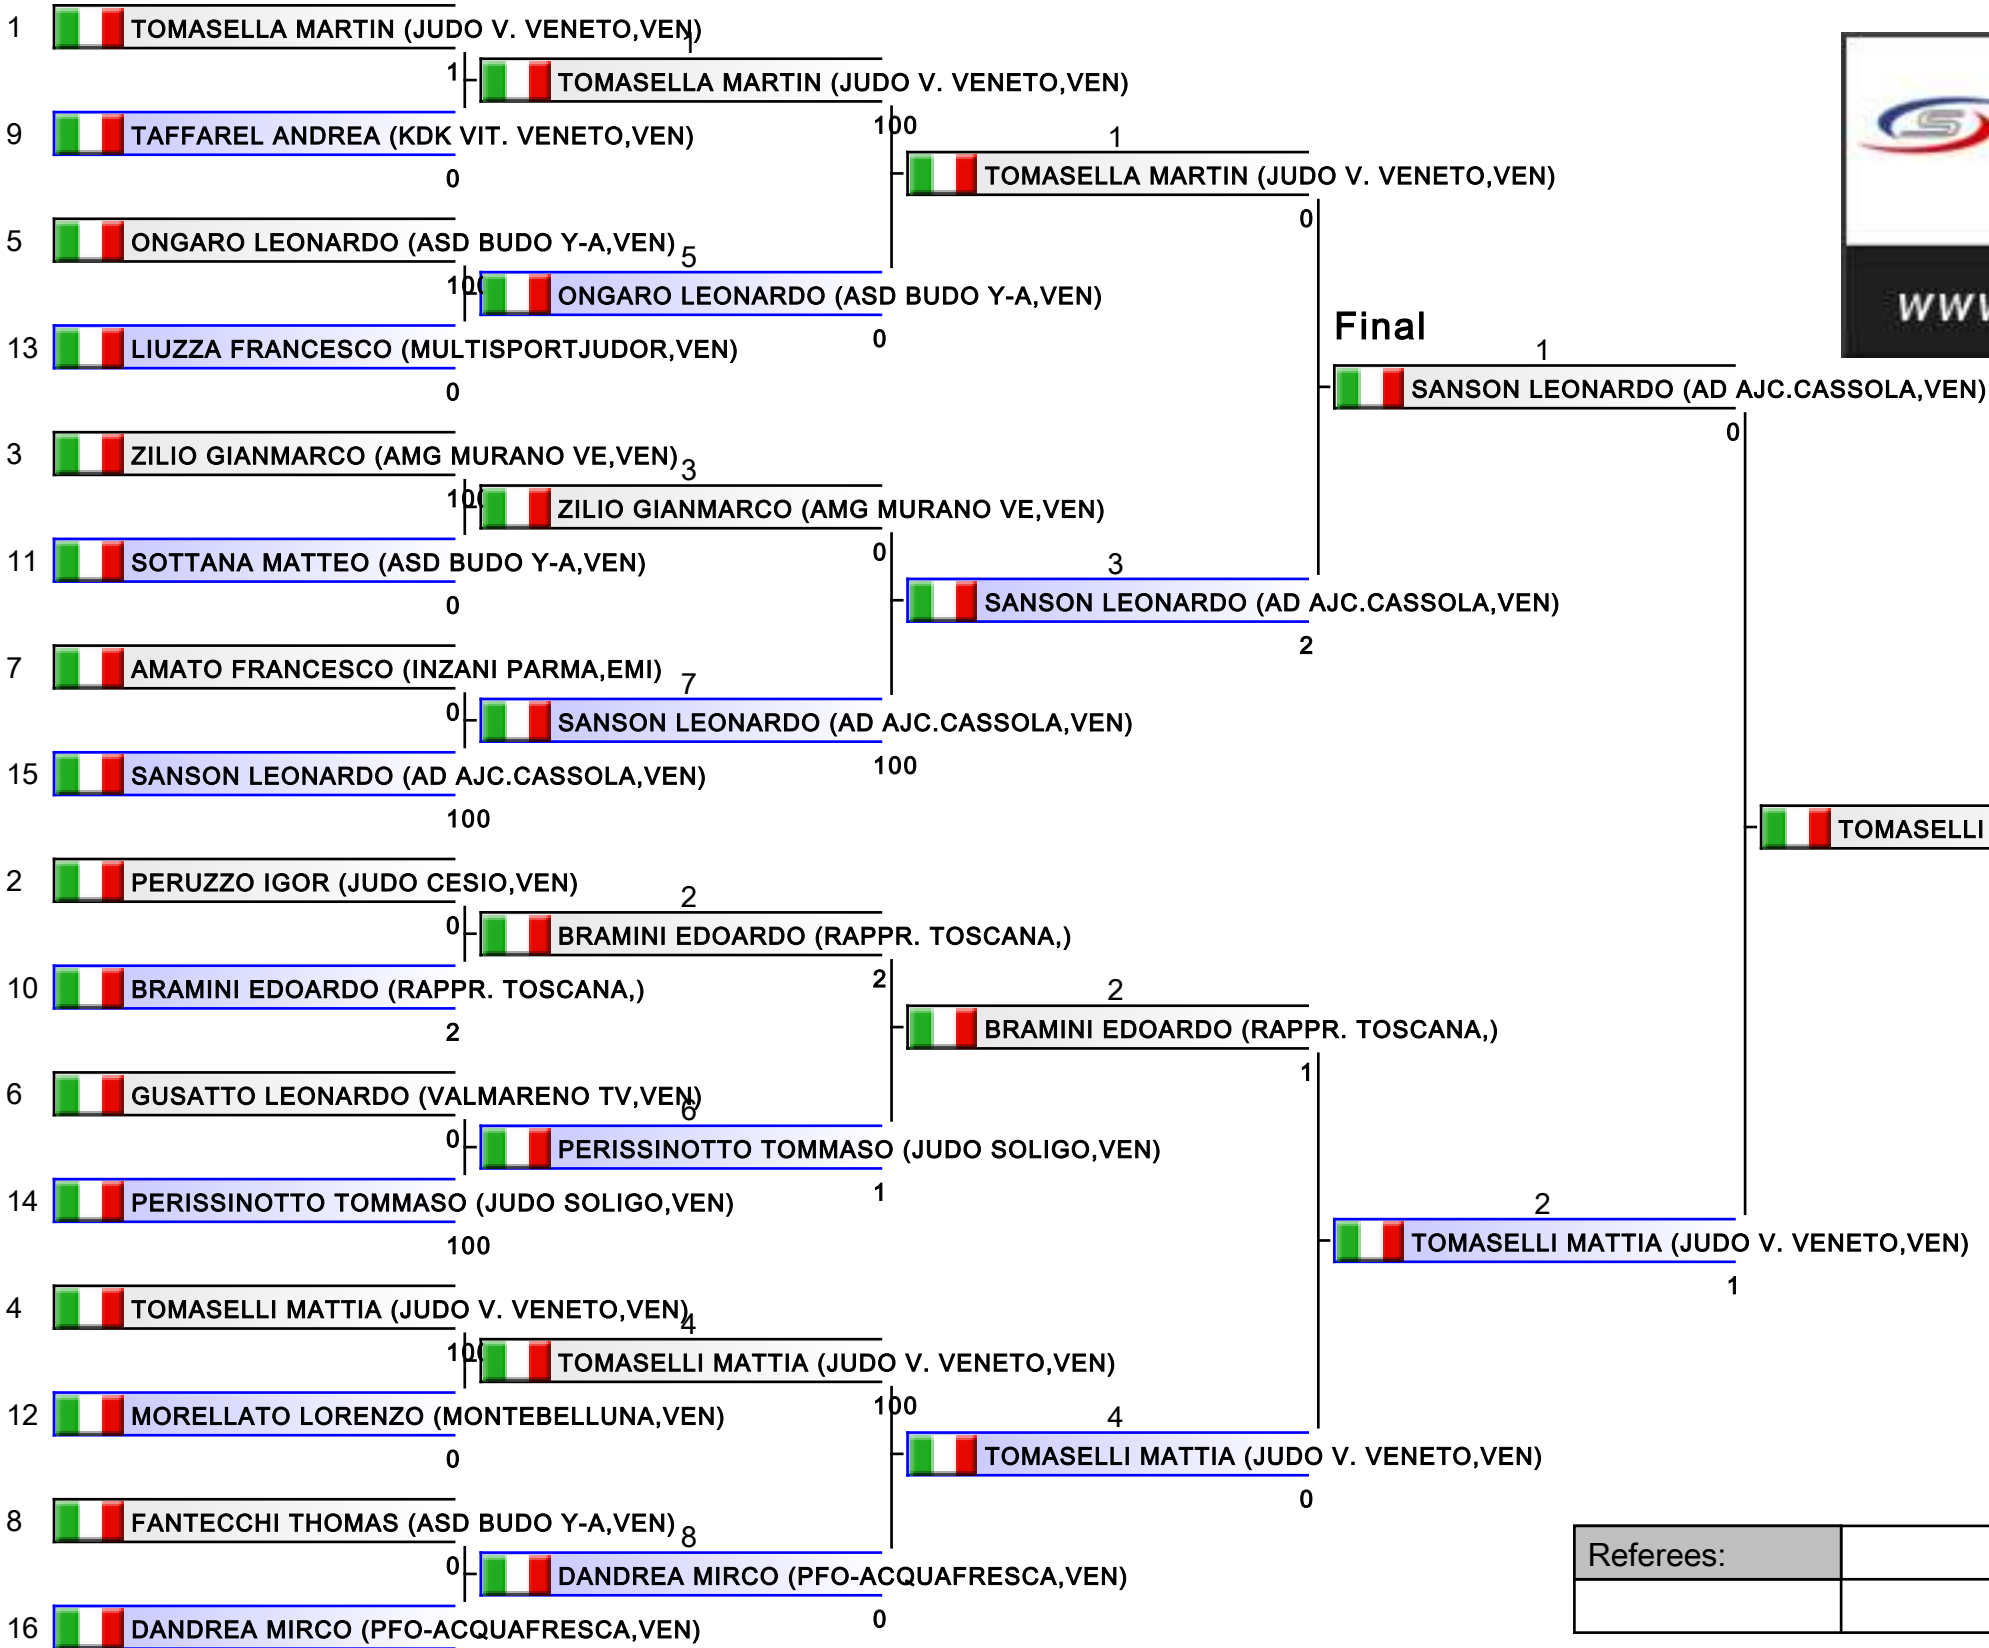 1 TOMASELLA MARTIN (JUDO V. VENETO,VEN)
1
1 TOMASELLA MARTIN (JUDO V. VENETO,VEN)
9 TAFFAREL ANDREA (KDK VIT. VENETO,VEN)
0
100
1
TOMASELLA MARTIN (JUDO V. VENETO,VEN)
0
5 ONGARO LEONARDO (ASD BUDO Y-A,VEN)
5
100 ONGARO LEONARDO (ASD BUDO Y-A,VEN)
0
13 LIUZZA FRANCESCO (MULTISPORTJUDOR,VEN)
0
Final
1
SANSON LEONARDO (AD AJC.CASSOLA,VEN)
0
3 ZILIO GIANMARCO (AMG MURANO VE,VEN)
3
100 ZILIO GIANMARCO (AMG MURANO VE,VEN)
0
11 SOTTANA MATTEO (ASD BUDO Y-A,VEN)
0
3
SANSON LEONARDO (AD AJC.CASSOLA,VEN)
2
7 AMATO FRANCESCO (INZANI PARMA,EMI)
7
0 SANSON LEONARDO (AD AJC.CASSOLA,VEN)
100
15 SANSON LEONARDO (AD AJC.CASSOLA,VEN)
100
TOMASELLI
2 PERUZZO IGOR (JUDO CESIO,VEN)
2
0 BRAMINI EDOARDO (RAPPR. TOSCANA,)
2
10 BRAMINI EDOARDO (RAPPR. TOSCANA,)
2
2
BRAMINI EDOARDO (RAPPR. TOSCANA,)
1
6 GUSATTO LEONARDO (VALMARENO TV,VEN)
6
0 PERISSINOTTO TOMMASO (JUDO SOLIGO,VEN)
1
14 PERISSINOTTO TOMMASO (JUDO SOLIGO,VEN)
100
2
TOMASELLI MATTIA (JUDO V. VENETO,VEN)
1
4 TOMASELLI MATTIA (JUDO V. VENETO,VEN)
4
100 TOMASELLI MATTIA (JUDO V. VENETO,VEN)
100
12 MORELLATO LORENZO (MONTEBELLUNA,VEN)
0
4
TOMASELLI MATTIA (JUDO V. VENETO,VEN)
0
8 FANTECCHI THOMAS (ASD BUDO Y-A,VEN)
8
0 DANDREA MIRCO (PFO-ACQUAFRESCA,VEN)
0
16 DANDREA MIRCO (PFO-ACQUAFRESCA,VEN)
Referees: